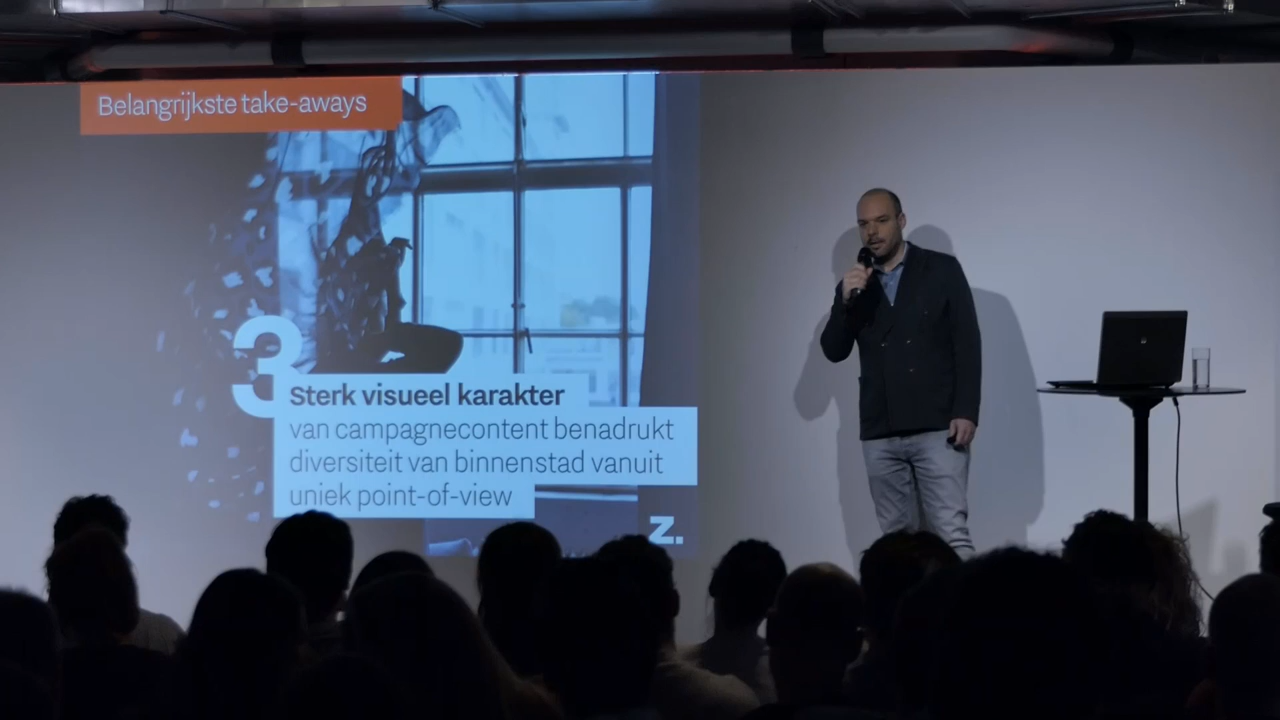 Belangrijkste take-aways
3
Sterk visueel karakter
van campagnecontent benadrukt
diversiteit van binnenstad vanuit
uniek point-of-view
Z.